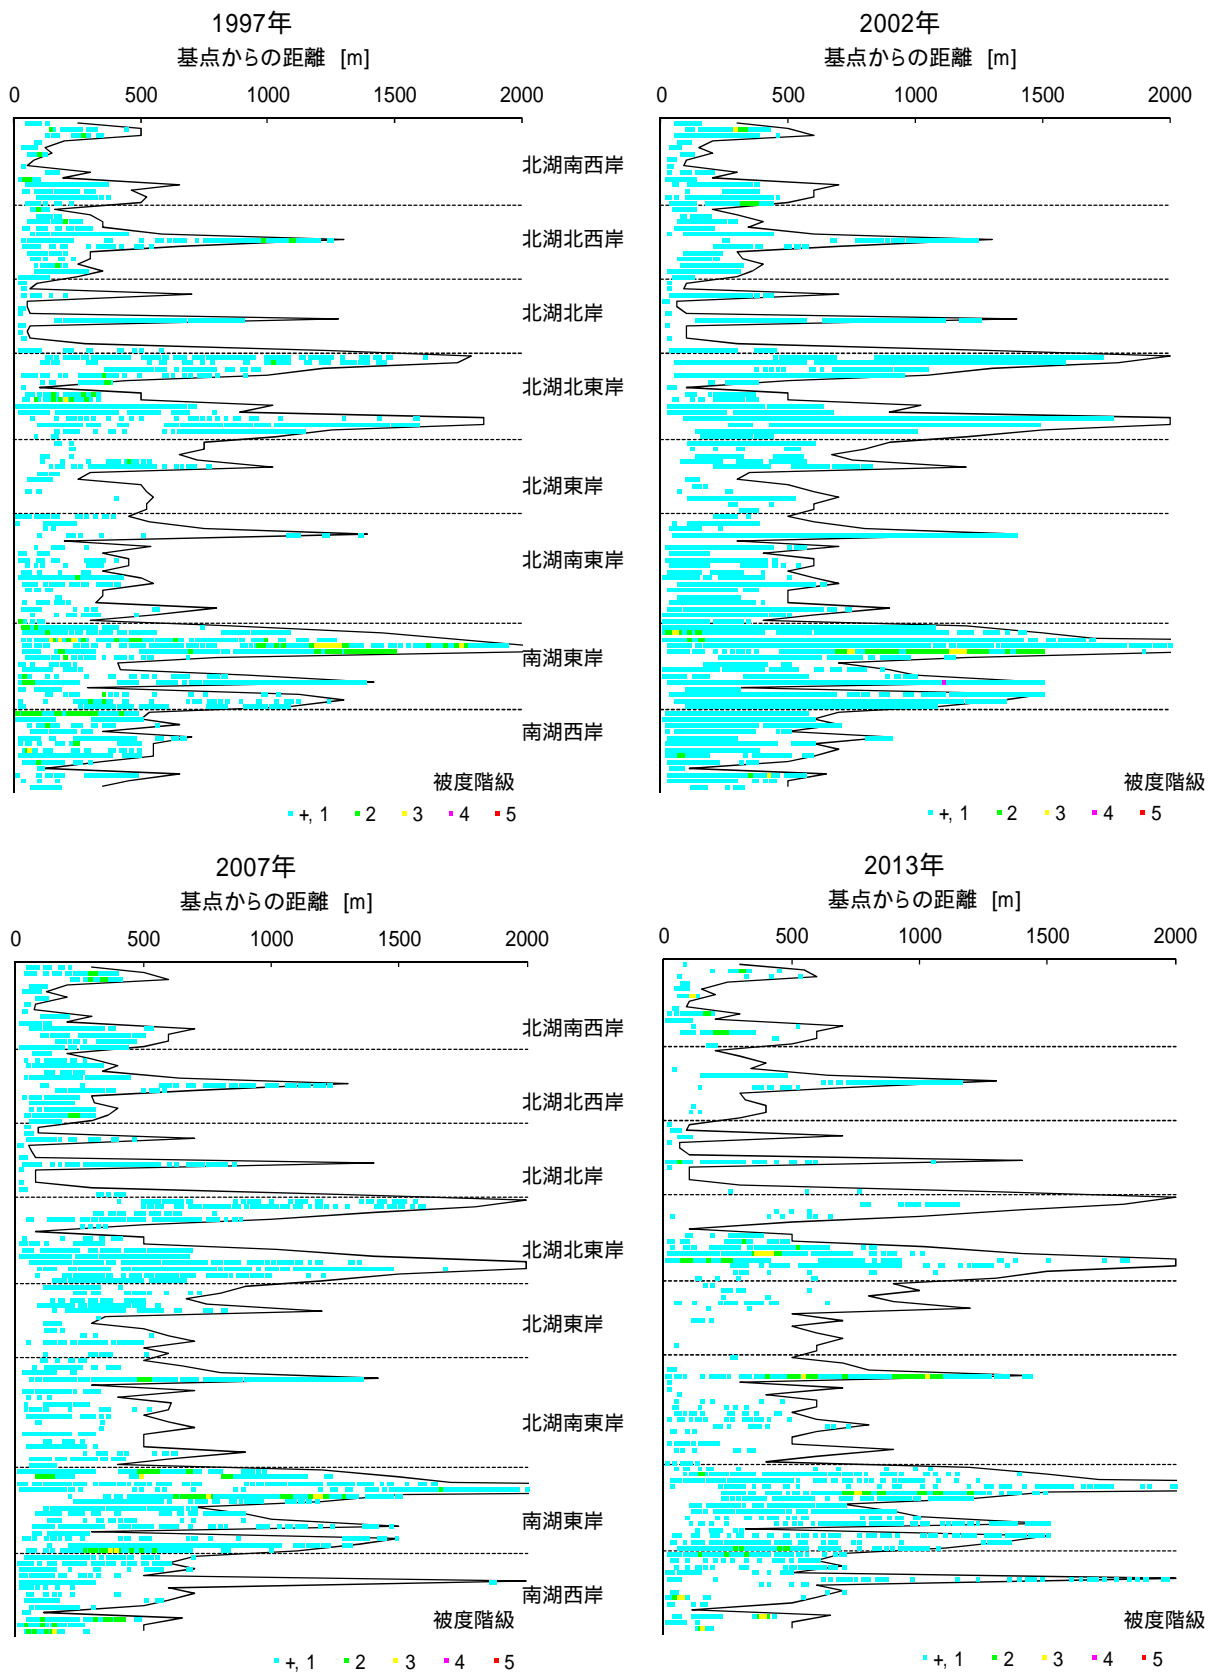 1997年
基点からの距離 [m]
0 500 1000 1500 2000
北湖南西岸
北湖北西岸
北湖北岸
北湖北東岸
北湖東岸
北湖南東岸
南湖東岸
南湖西岸
被度階級
+, 1 2 3 4 5
2002年
基点からの距離 [m]
0 500 1000 1500 2000
被度階級
+, 1 2 3 4 5
2007年
基点からの距離 [m]
0 500 1000 1500 2000
北湖南西岸
北湖北西岸
北湖北岸
北湖北東岸
北湖東岸
北湖南東岸
南湖東岸
南湖西岸
被度階級
+, 1 2 3 4 5
2013年
基点からの距離 [m]
0 500 1000 1500 2000
被度階級
+, 1 2 3 4 5